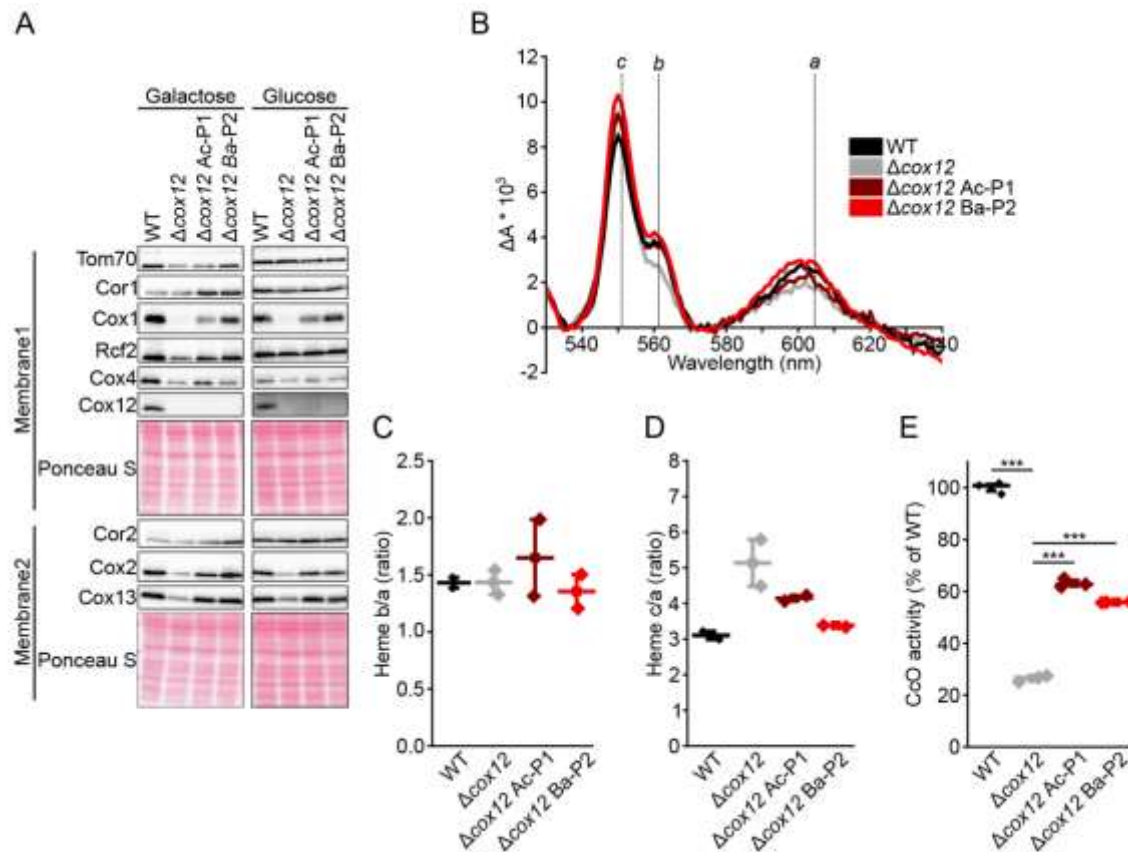 A
Galactose Glucose
WT
Δcox12
Δcox12 Ac-P1
Δcox12 Ba-P2
WT
Δcox12
Δcox12 Ac-P1
Δcox12 Ba-P2
Membrane1
Tom70
Cor1
Cox1
Rcf2
Cox4
Cox12
Ponceau S
Membrane2
Cor2
Cox2
Cox13
Ponceau S
B
c b a
12
10
8
6
4
2
0
-2
ΔA * 10³
540 560 580 600 620 40
Wavelength (nm)
WT
Δcox12
Δcox12 Ac-P1
Δcox12 Ba-P2
C
2.5
2.0
1.5
1.0
0.5
0.0
Heme b/a (ratio)
WT
Δcox12
Δcox12 Ac-P1
Δcox12 Ba-P2
D
8
7
6
5
4
3
2
1
0
Heme c/a (ratio)
WT
Δcox12
Δcox12 Ac-P1
Δcox12 Ba-P2
E
***
***
***
100
80
60
40
20
0
CcO activity (% of WT)
WT
Δcox12
Δcox12 Ac-P1
Δcox12 Ba-P2